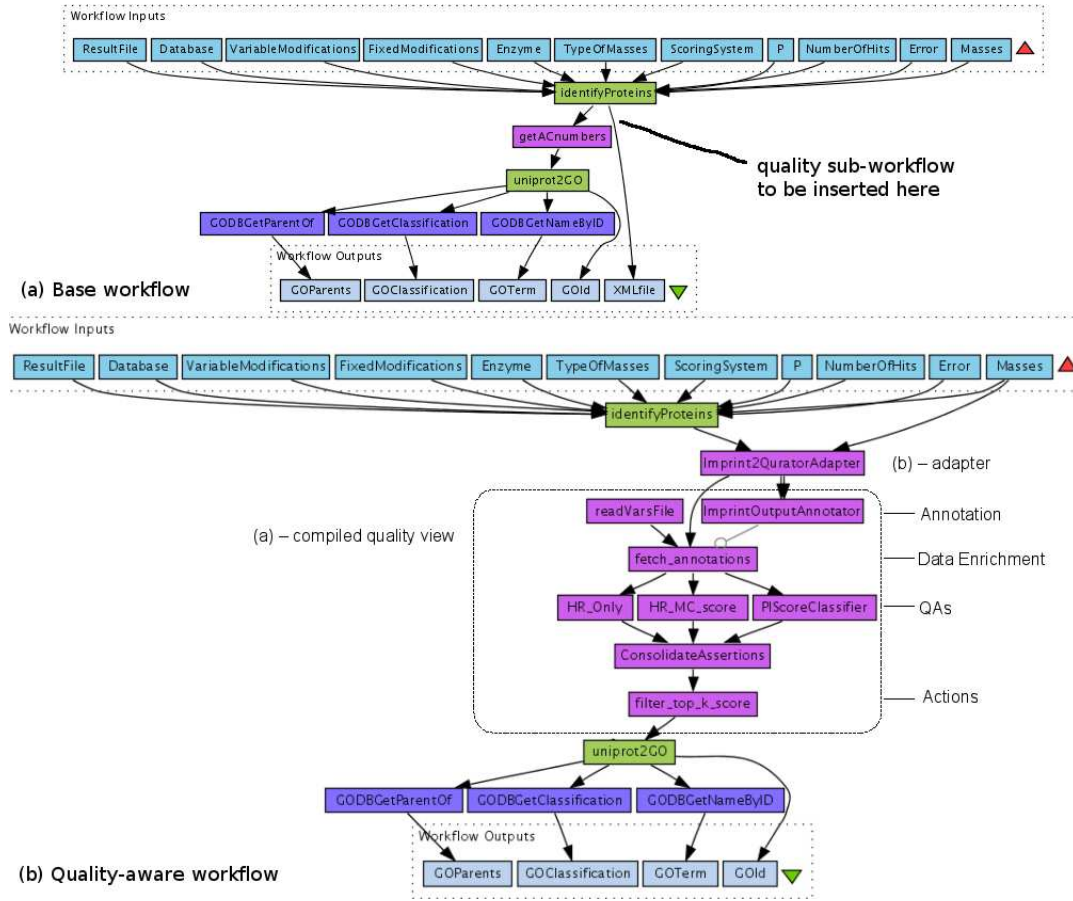 Workflow Inputs
ResultFile Database VariableModifications FixedModifications Enzyme TypeOfMasses ScoringSystem P NumberOfHits Error Masses
identifyProteins
getACnumbers
quality sub-workflow
to be inserted here
uniprot2GO
GODBGetParentOf GODBGetClassification GODBGetNameByID
Workflow Outputs
(a) Base workflow
GOParents GOClassification GOTerm GOId XMLfile
Workflow Inputs
ResultFile Database VariableModifications FixedModifications Enzyme TypeOfMasses ScoringSystem P NumberOfHits Error Masses
identifyProteins
Imprint2QuratorAdapter (b) – adapter
readVarsFile ImprintOutputAnnotator Annotation
(a) – compiled quality view
fetch_annotations Data Enrichment
HR_Only HR_MC_score PIScoreClassifier QAs
ConsolidateAssertions
filter_top_k_score Actions
uniprot2GO
GODBGetParentOf GODBGetClassification GODBGetNameByID
Workflow Outputs
(b) Quality-aware workflow
GOParents GOClassification GOTerm GOId